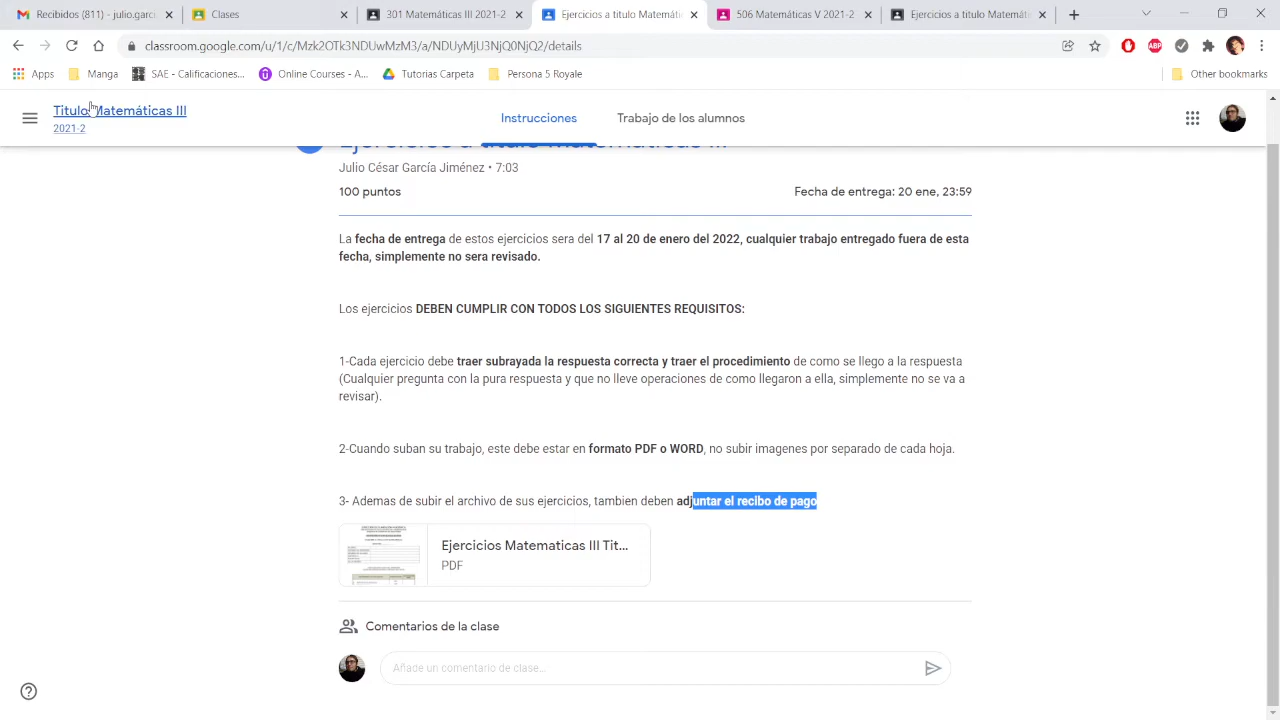 Recibidos (10) - julio.garci
Clases
301 Matemáticas III 2021-2
Ejercicios a titulo Matemáti
506 Matemáticas V 2021-2
Ejercicios a titulo Matemáti
classroom.google.com/u/1/c/Mzk2OTk3NDUwMzM3/a/NDIzMjU3NjQ0NDQ2/details
Apps
Manga
SAE - Calificaciones...
Online Courses - A...
Tutorias Carpeta
Persona 5 Royale
Other bookmarks
Titulo Matemáticas III
2021-2
Instrucciones
Trabajo de los alumnos
Julio César García Jiménez • 7:03
100 puntos
Fecha de entrega: 20 ene, 23:59
La fecha de entrega de estos ejercicios sera del 17 al 20 de enero del 2022, cualquier trabajo entregado fuera de esta
fecha, simplemente no sera revisado.
Los ejercicios DEBEN CUMPLIR CON TODOS LOS SIGUIENTES REQUISITOS:
1-Cada ejercicio debe traer subrayada la respuesta correcta y traer el procedimiento de como se llego a la respuesta
(Cualquier pregunta con la pura respuesta y que no lleve operaciones de como llegaron a ella, simplemente no se va a
revisar).
2-Cuando suban su trabajo, este debe estar en formato PDF o WORD, no subir imagenes por separado de cada hoja.
3- Ademas de subir el archivo de sus ejercicios, tambien deben adjuntar el recibo de pago
Ejercicios Matematicas III Tit...
PDF
Comentarios de la clase
Añade un comentario de clase...